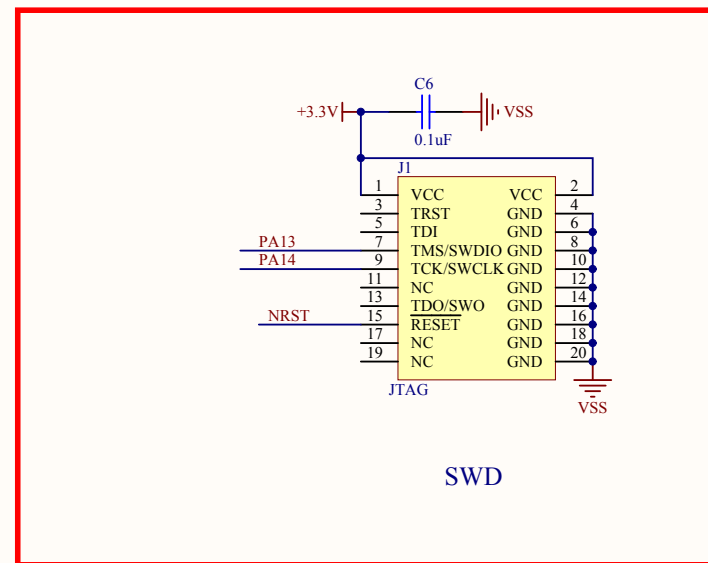 C6
+3.3V VSS
0.1uF
J1
1 VCC VCC 2
3 TRST GND 4
5 TDI GND 6
PA13 7 TMS/SWDIO GND 8
PA14 9 TCK/SWCLK GND 10
11 NC GND 12
13 TDO/SWO GND 14
NRST 15 RESET GND 16
17 NC GND 18
19 NC GND 20
JTAG
VSS
SWD